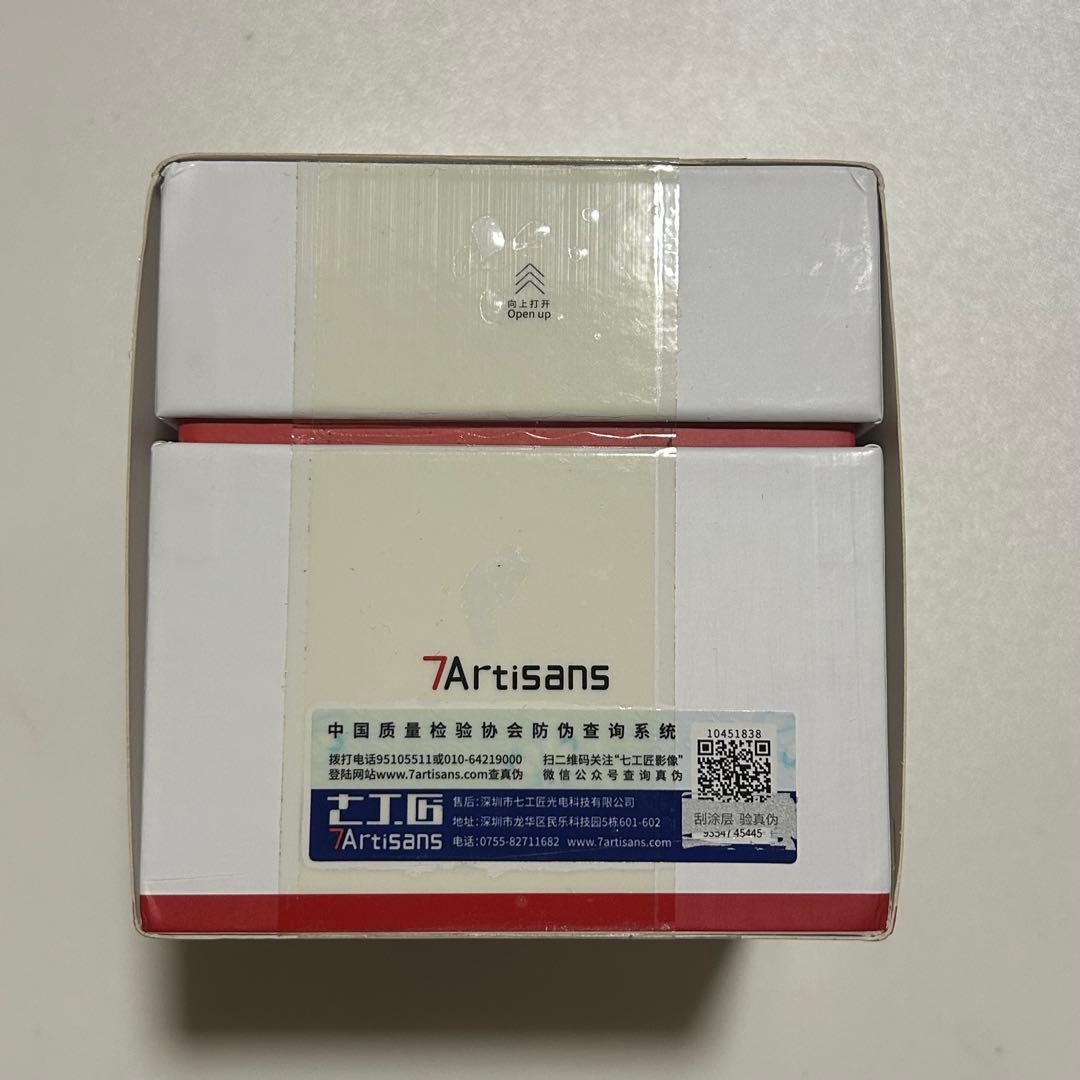 向上打开
Open up
7Artisans
中国质量检验协会防伪查询系统
拨打电话95105511或010-64219000
登陆网站www.7artisans.com查真伪
扫二维码关注“七工匠影像”
微信公众号查询真伪
10451838
七工匠
7Artisans
售后:深圳市七工匠光电科技有限公司
地址:深圳市龙华区民乐科技园5栋601-602
电话:0755-82711682 www.7artisans.com
刮涂层 验真伪